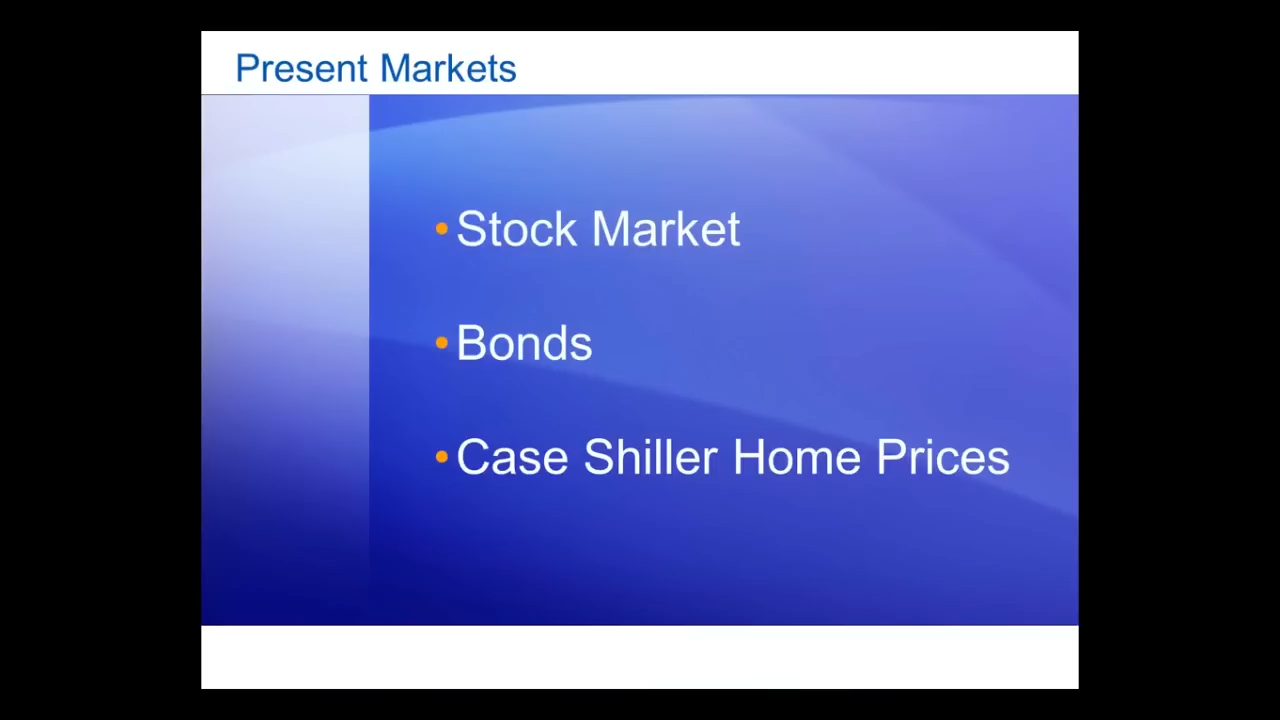 Present Markets
• Stock Market
• Bonds
• Case Shiller Home Prices